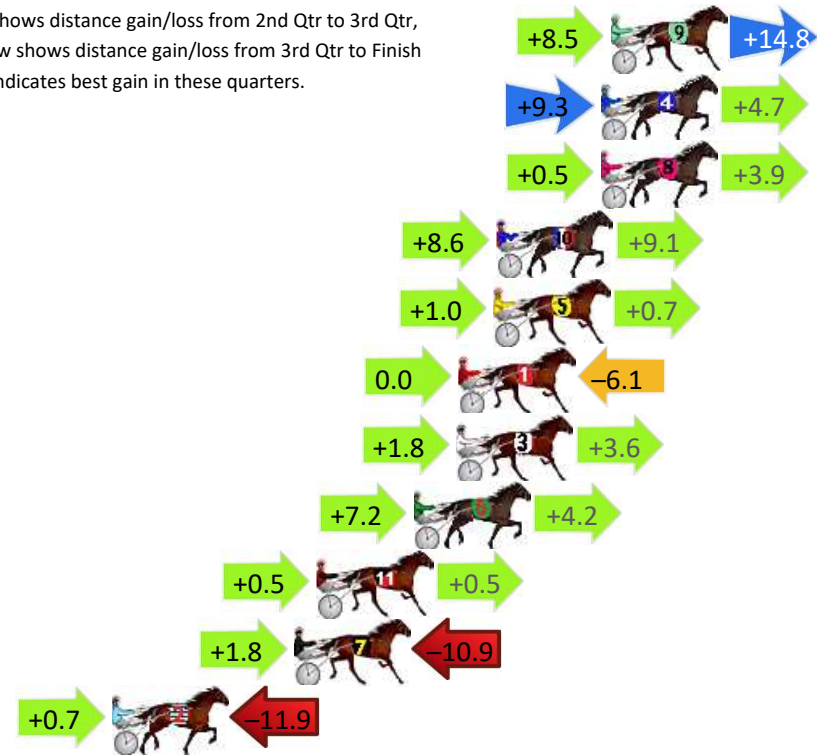 hows distance gain/loss from 2nd Qtr to 3rd Qtr,
w shows distance gain/loss from 3rd Qtr to Finish
ndicates best gain in these quarters.
+8.5 9 +14.8
+9.3 4 +4.7
+0.5 8 +3.9
+8.6 10 +9.1
+1.0 5 +0.7
0.0 1 –6.1
+1.8 3 +3.6
+7.2 6 +4.2
+0.5 11 +0.5
+1.8 7 –10.9
+0.7 2 –11.9